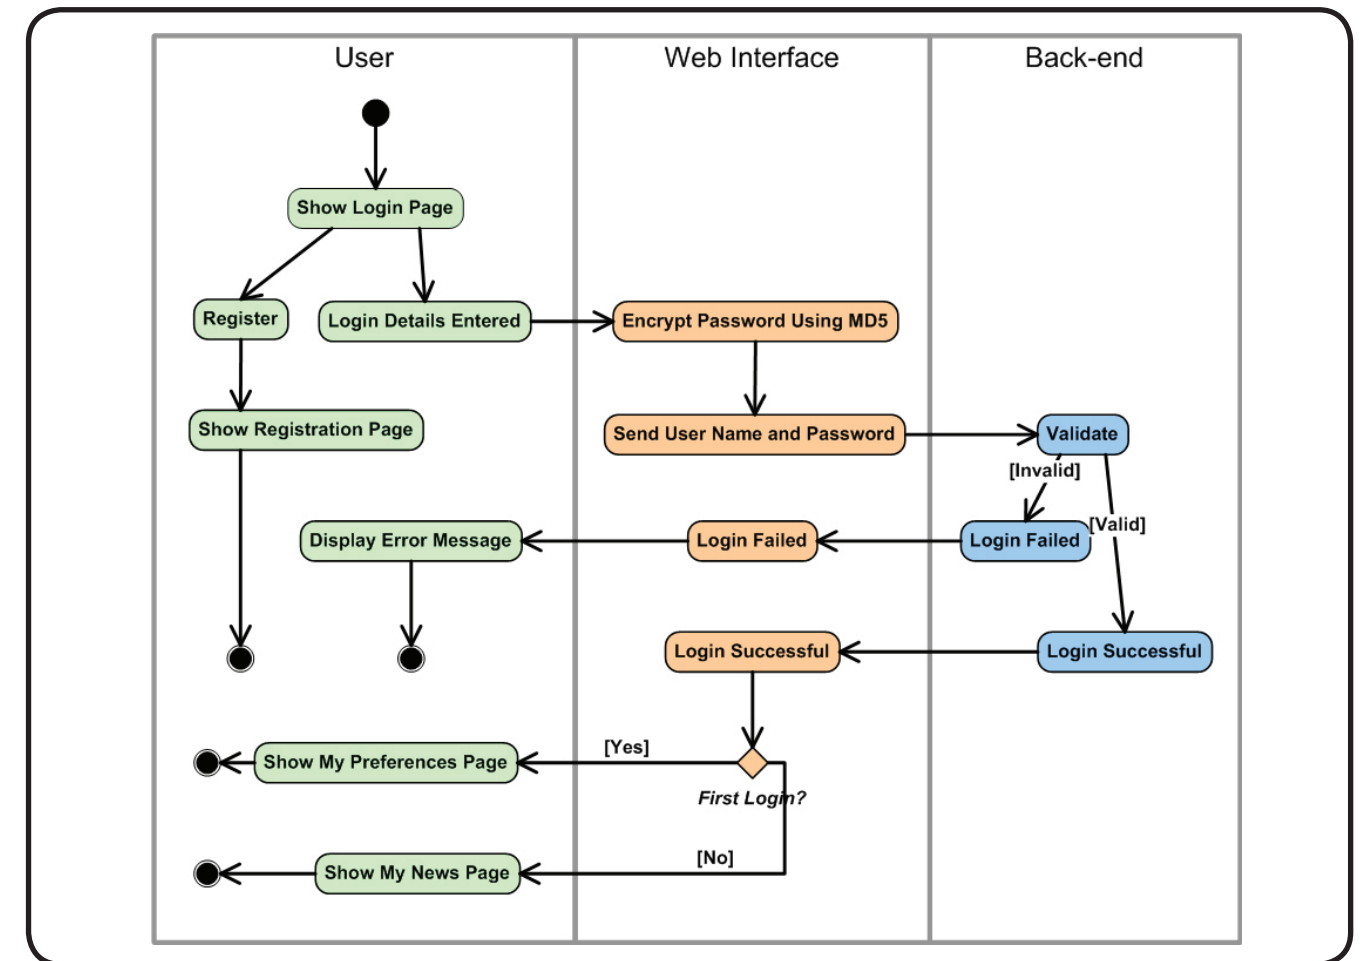 User
Web Interface
Back-end
Show Login Page
Register
Login Details Entered
Encrypt Password Using MD5
Show Registration Page
Send User Name and Password
Validate
[Invalid]
[Valid]
Display Error Message
Login Failed
Login Failed
Login Successful
Login Successful
[Yes]
Show My Preferences Page
First Login?
[No]
Show My News Page